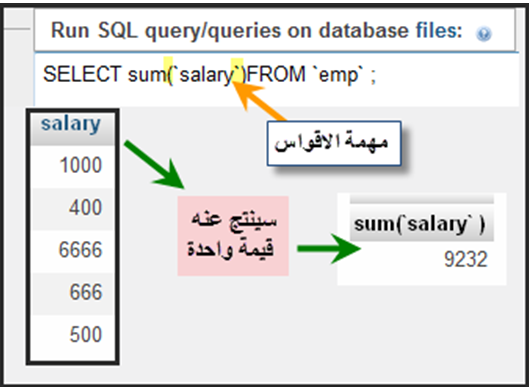 Run SQL query/queries on database files:
SELECT sum(`salary`)FROM `emp` ;
مهمة الاقواس
salary
1000
400
6666
666
500
سينتج عنه
قيمة واحدة
sum(`salary` )
9232